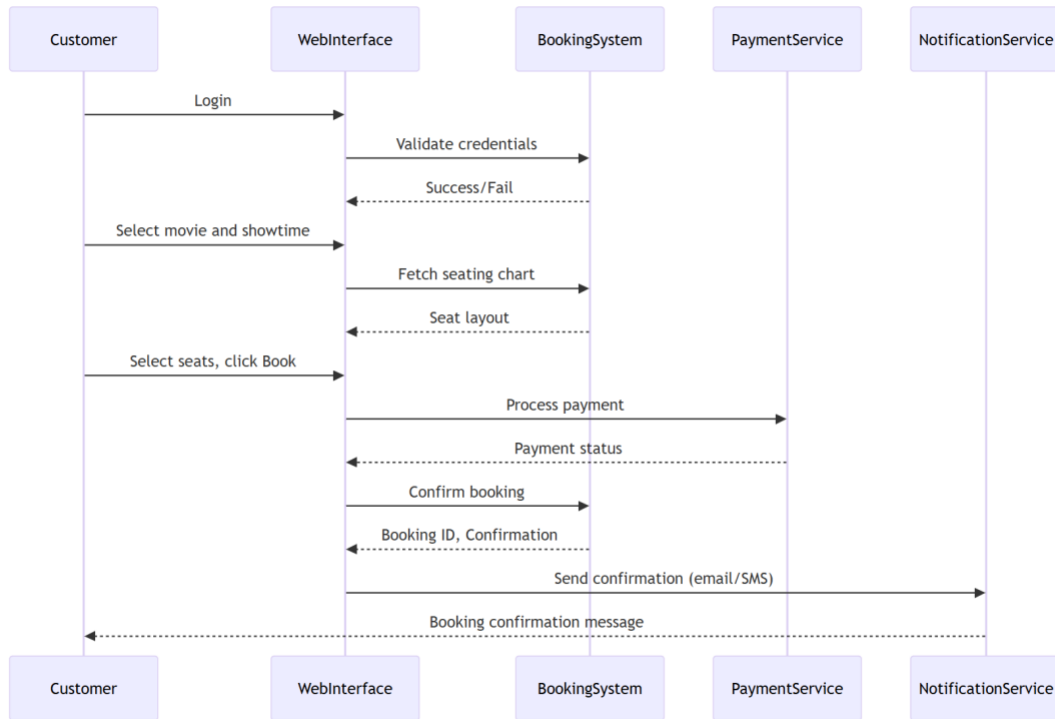 Customer
WebInterface
BookingSystem
PaymentService
NotificationService
Login
Validate credentials
Success/Fail
Select movie and showtime
Fetch seating chart
Seat layout
Select seats, click Book
Process payment
Payment status
Confirm booking
Booking ID, Confirmation
Send confirmation (email/SMS)
Booking confirmation message
Customer
WebInterface
BookingSystem
PaymentService
NotificationService